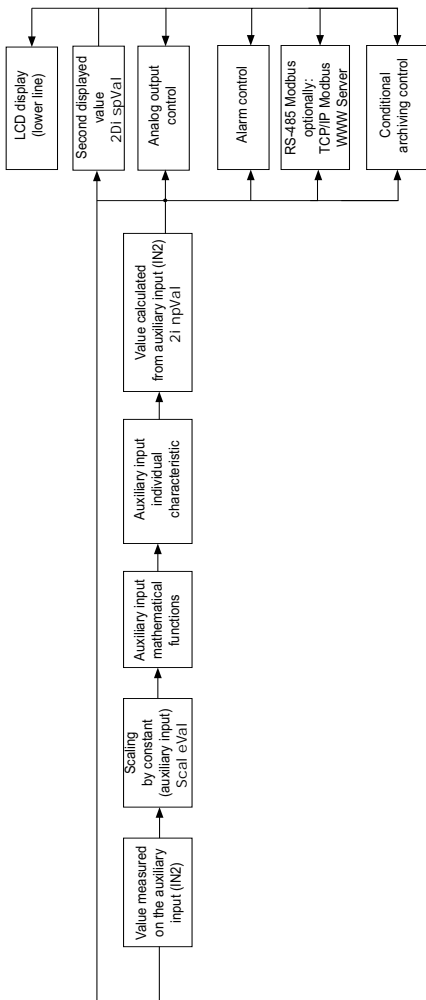 LCD display
(lower line)
Second displayed
value
2Di spVal
Analog output
control
Alarm control
RS-485 Modbus
optionally:
TCP/IP Modbus
WWW Server
Conditional
archiving control
Value calculated
from auxiliary input (IN2)
2i npVal
Auxiliary input
individual
characteristic
Auxiliary input
mathematical
functions
Scaling
by constant
(auxiliary input)
Scal eVal
Value measured
on the auxiliary
input (IN2)